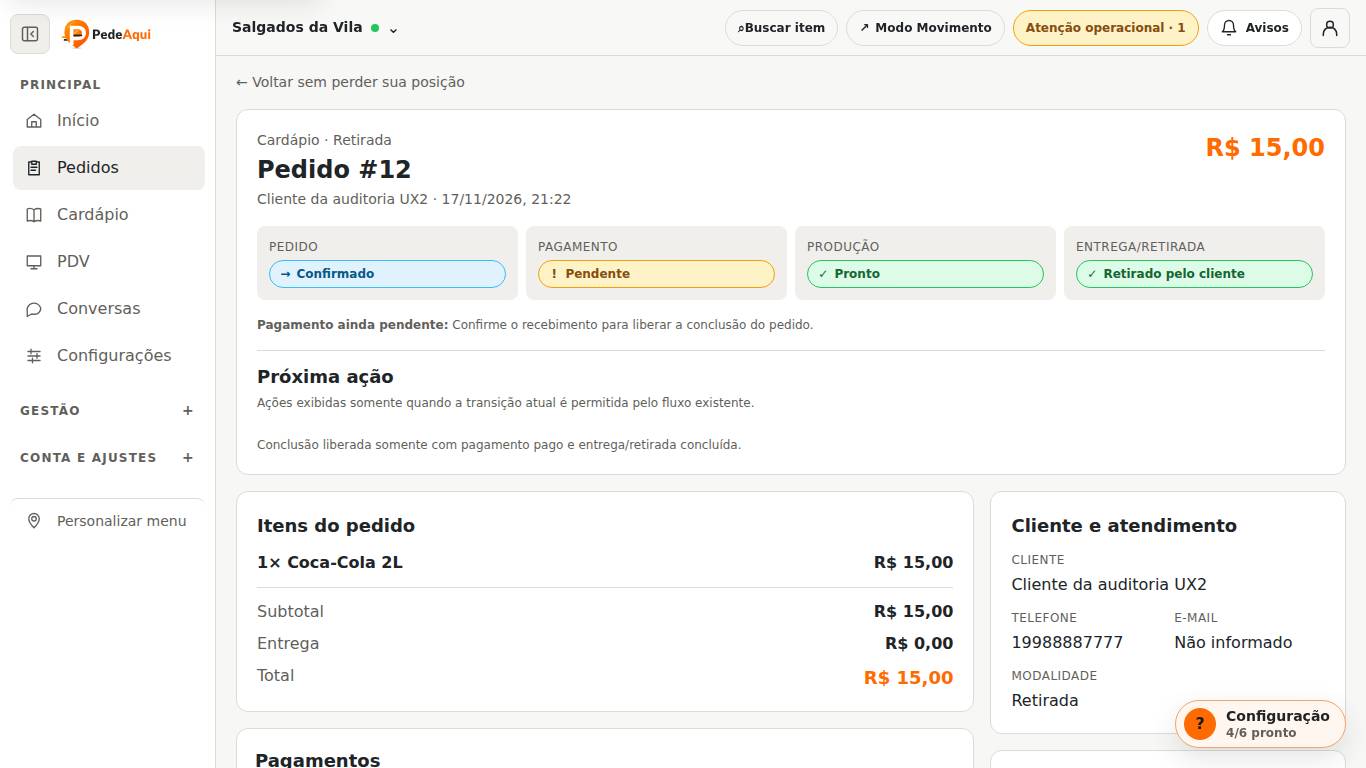 PedeAqui
PRINCIPAL
Início
Pedidos
Cardápio
PDV
Conversas
Configurações
GESTÃO +
CONTA E AJUSTES +
Personalizar menu
Salgados da Vila
Buscar item
↗ Modo Movimento
Atenção operacional · 1
Avisos
← Voltar sem perder sua posição
Cardápio · Retirada
Pedido #12
R$ 15,00
Cliente da auditoria UX2 · 17/11/2026, 21:22
PEDIDO
→ Confirmado
PAGAMENTO
! Pendente
PRODUÇÃO
✓ Pronto
ENTREGA/RETIRADA
✓ Retirado pelo cliente
Pagamento ainda pendente: Confirme o recebimento para liberar a conclusão do pedido.
Próxima ação
Ações exibidas somente quando a transição atual é permitida pelo fluxo existente.
Conclusão liberada somente com pagamento pago e entrega/retirada concluída.
Itens do pedido
1× Coca-Cola 2L R$ 15,00
Subtotal R$ 15,00
Entrega R$ 0,00
Total R$ 15,00
Pagamentos
Cliente e atendimento
CLIENTE
Cliente da auditoria UX2
TELEFONE E-MAIL
19988887777 Não informado
MODALIDADE
Retirada
? Configuração
4/6 pronto